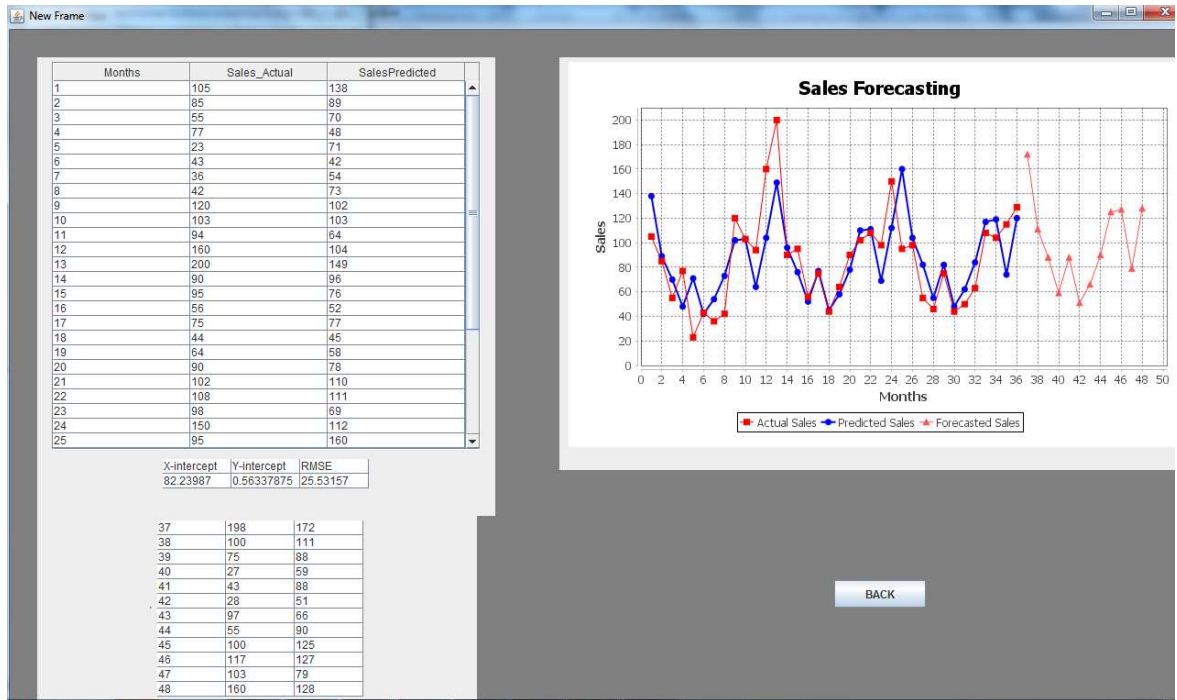 New Frame
Months Sales_Actual SalesPredicted
1 105 138
2 85 89
3 55 70
4 77 48
5 23 71
6 43 42
7 36 54
8 42 73
9 120 102
10 103 103
11 94 64
12 160 104
13 200 149
14 90 96
15 95 76
16 56 52
17 75 77
18 44 45
19 64 58
20 90 78
21 102 110
22 108 111
23 98 69
24 150 112
25 95 160
X-intercept Y-intercept RMSE
82.23987 0.56337875 25.53157
37 198 172
38 100 111
39 75 88
40 27 59
41 43 88
42 28 51
43 97 66
44 55 90
45 100 125
46 117 127
47 103 79
48 160 128
Sales Forecasting
200
180
160
140
120
100
80
60
40
20
0
Sales
0 2 4 6 8 10 12 14 16 18 20 22 24 26 28 30 32 34 36 38 40 42 44 46 48 50
Months
Actual Sales Predicted Sales Forecasted Sales
BACK